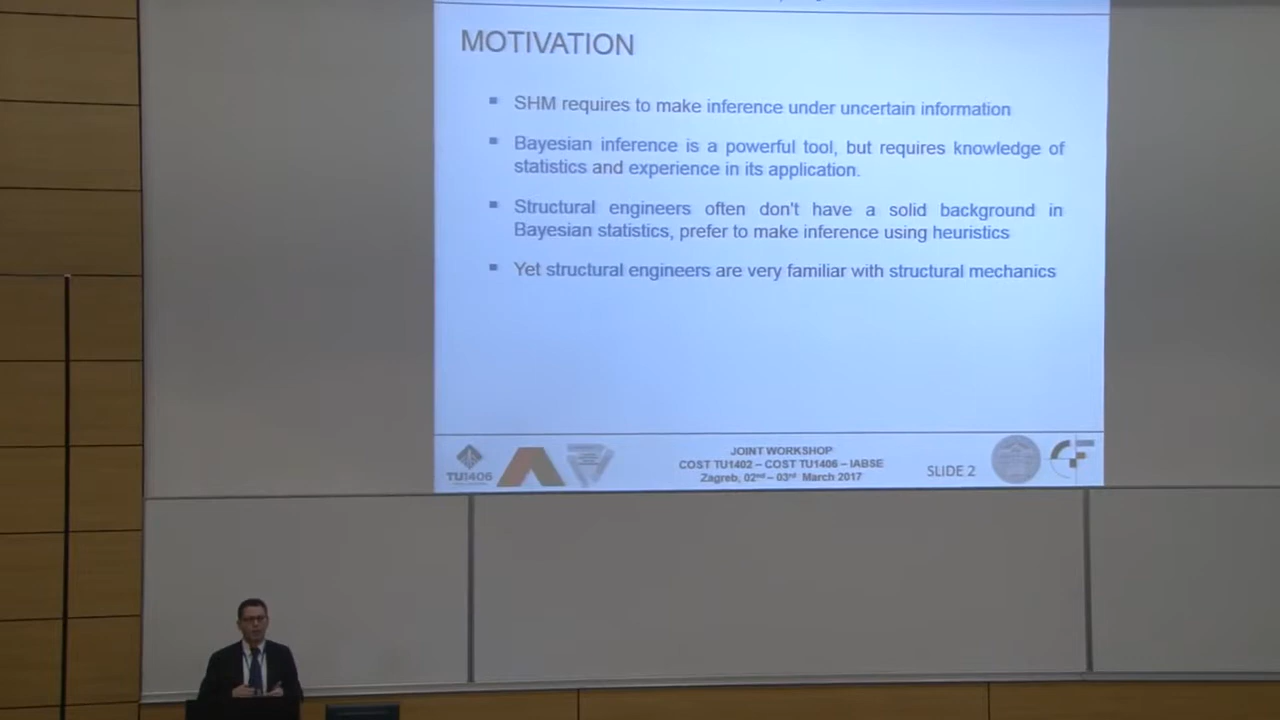 MOTIVATION
SHM requires to make inference under uncertain information
Bayesian inference is a powerful tool, but requires knowledge of
statistics and experience in its application.
Structural engineers often don't have a solid background in
Bayesian statistics, prefer to make inference using heuristics
Yet structural engineers are very familiar with structural mechanics
TU1406
JOINT WORKSHOP
COST TU1402 – COST TU1406 – IABSE
Zagreb, 02nd – 03rd March 2017
SLIDE 2